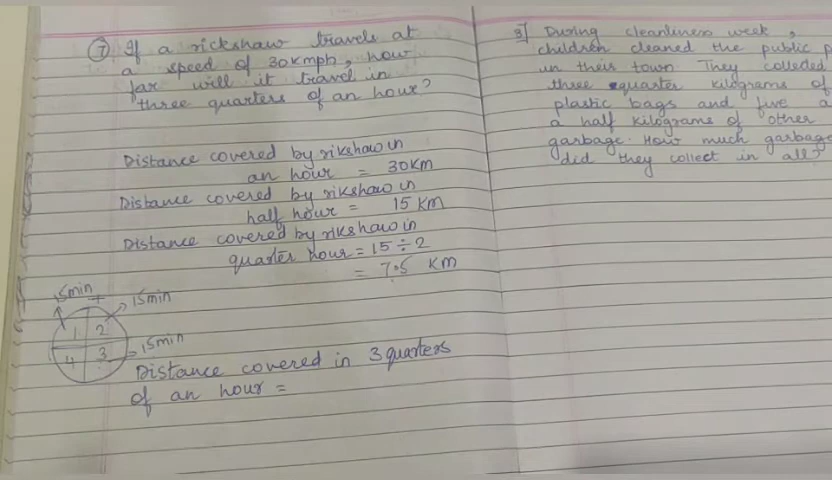 7 If a rickshaw travels at
a speed of 30kmph, how
far will it travel in
three quarters of an hour?
Distance covered by rikshaw in
an hour = 30KM
Distance covered by rikshaw in
half hour = 15 KM
Distance covered by rikshaw in
quarter hour = 15 ÷ 2
= 7.5 KM
15min
15min
1 2
4 3
15min
Distance covered in 3 quarters
of an hour =
8] During cleanliness week,
children cleaned the public p
in their town They collected
three quarter kilograms of
plastic bags and five a
a half kilograms of other
garbage. How much garbage
did they collect in all?